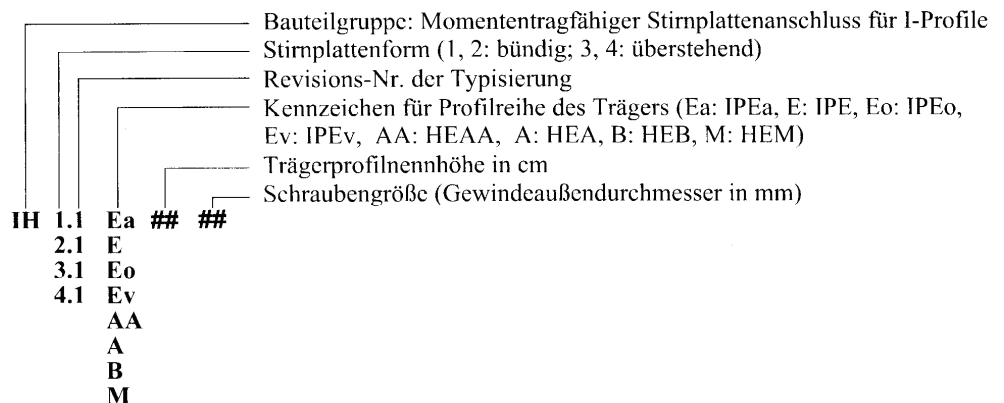 Bauteilgruppe: Momententragfähiger Stirnplattenanschluss für I-Profile
Stirnplattenform (1, 2: bündig; 3, 4: überstehend)
Revisions-Nr. der Typisierung
Kennzeichen für Profilreihe des Trägers (Ea: IPEa, E: IPE, Eo: IPEo,
Ev: IPEv, AA: HEAA, A: HEA, B: HEB, M: HEM)
Trägerprofilnennhöhe in cm
Schraubengröße (Gewindeaußendurchmesser in mm)
IH 1.1 Ea ## ##
2.1 E
3.1 Eo
4.1 Ev
AA
A
B
M